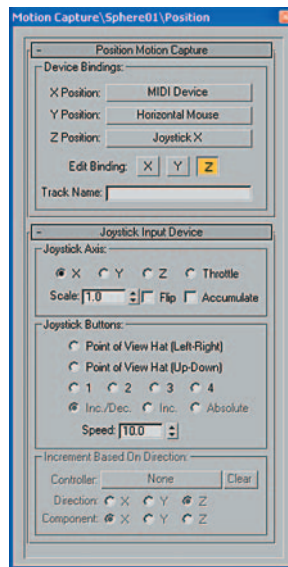 Motion Capture\Sphere01\Position
- Position Motion Capture
Device Bindings:
X Position: MIDI Device
Y Position: Horizontal Mouse
Z Position: Joystick X
Edit Binding: X Y Z
Track Name:
- Joystick Input Device
Joystick Axis:
X Y Z Throttle
Scale: 1.0 Flip Accumulate
Joystick Buttons:
Point of View Hat (Left-Right)
Point of View Hat (Up-Down)
1 2 3 4
Inc./Dec. Inc. Absolute
Speed: 10.0
Increment Based On Direction:
Controller: None Clear
Direction: X Y Z
Component: X Y Z